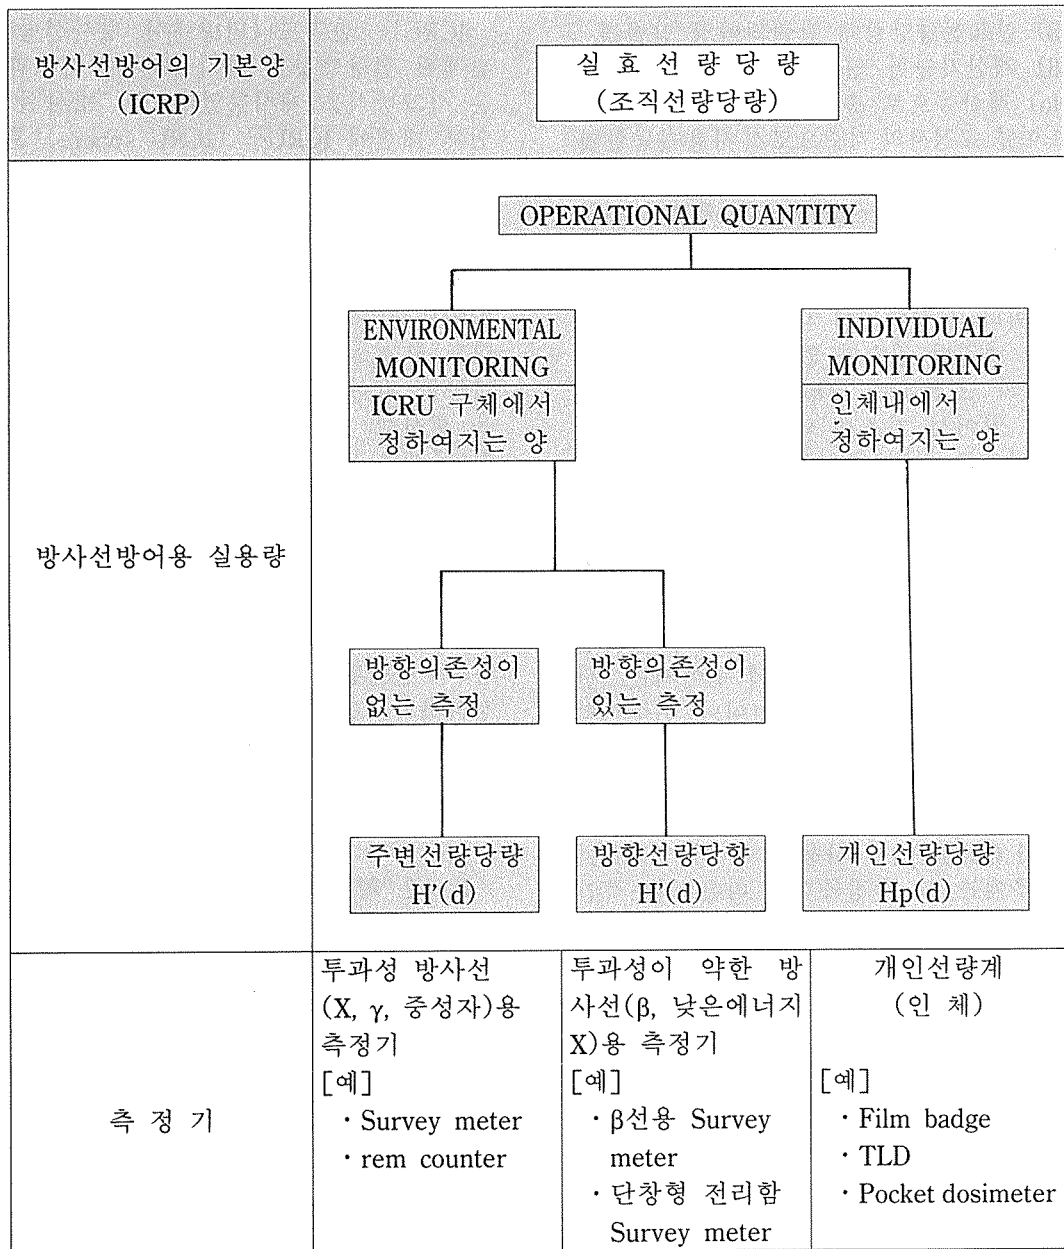 방사선방어의 기본양
(ICRP)
실 효 선 량 당 량
(조직선량당량)
방사선방어용 실용량
OPERATIONAL QUANTITY
ENVIRONMENTAL
MONITORING
ICRU 구체에서
정하여지는 양
INDIVIDUAL
MONITORING
인체내에서
정하여지는 양
방향의존성이
없는 측정
방향의존성이
있는 측정
주변선량당량
H'(d)
방향선량당향
H'(d)
개인선량당량
Hp(d)
측 정 기
투과성 방사선
(X, γ, 중성자)용
측정기
[예]
· Survey meter
· rem counter
투과성이 약한 방
사선(β, 낮은에너지
X)용 측정기
[예]
· β선용 Survey
meter
· 단창형 전리함
Survey meter
개인선량계
(인 체)
[예]
· Film badge
· TLD
· Pocket dosimeter